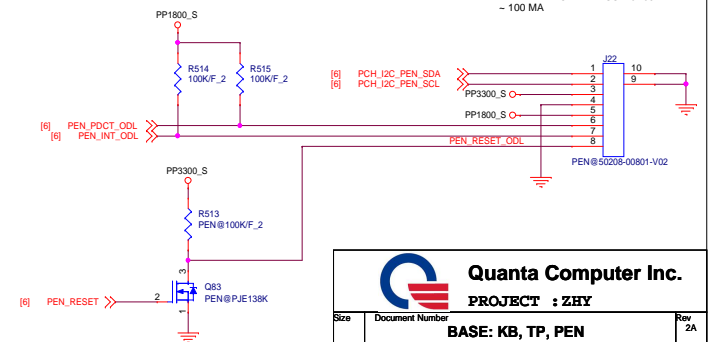 ~ 100 MA
PP1800_S
R514
100K/F_2
R515
100K/F_2
[6] PCH_I2C_PEN_SDA
[6] PCH_I2C_PEN_SCL
PP3300_S
PP1800_S
J22
1
2
3
4
5
6
7
8
10
9
PEN@50208-00801-V02
[6] PEN_PDCT_ODL
[6] PEN_INT_ODL
PEN_RESET_ODL
PP3300_S
R513
PEN@100K/F_2
3
Q83
PEN@PJE138K
2
1
[6] PEN_RESET
Quanta Computer Inc.
PROJECT : ZHY
Size
Document Number
Rev
BASE: KB, TP, PEN
2A